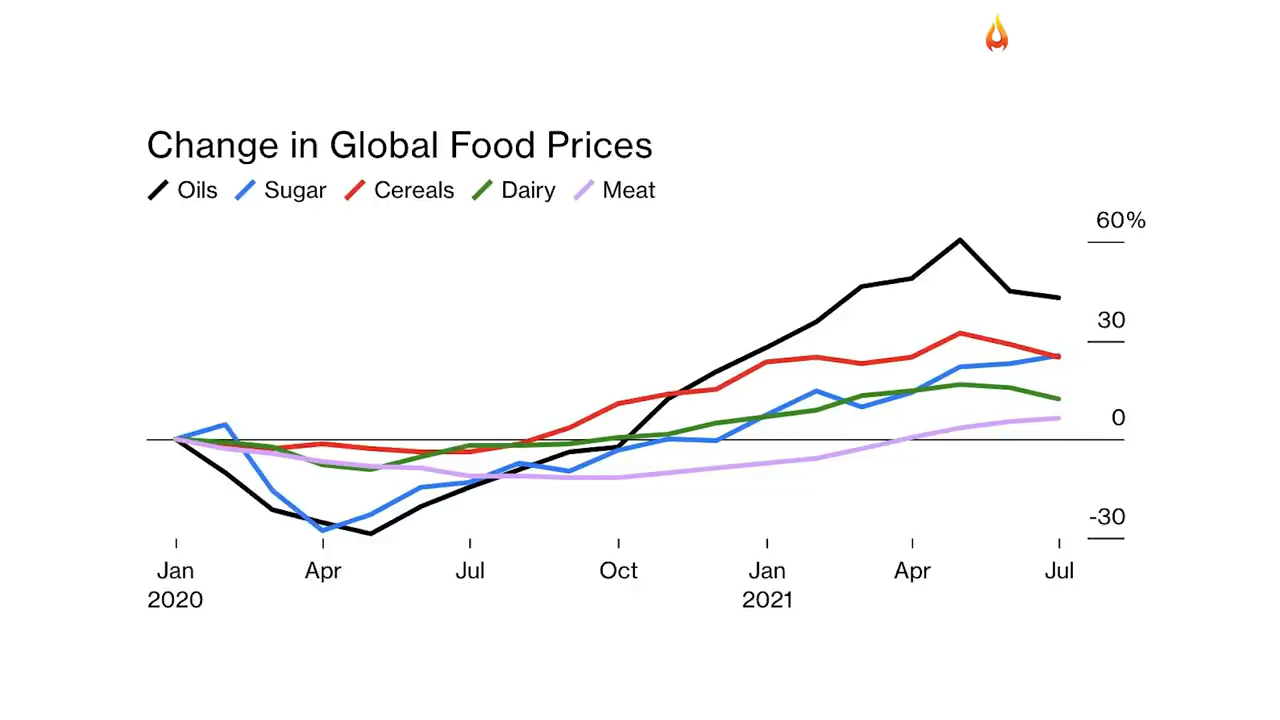 Change in Global Food Prices
Oils Sugar Cereals Dairy Meat
60%
30
0
-30
Jan Apr Jul Oct Jan Apr Jul
2020 2021